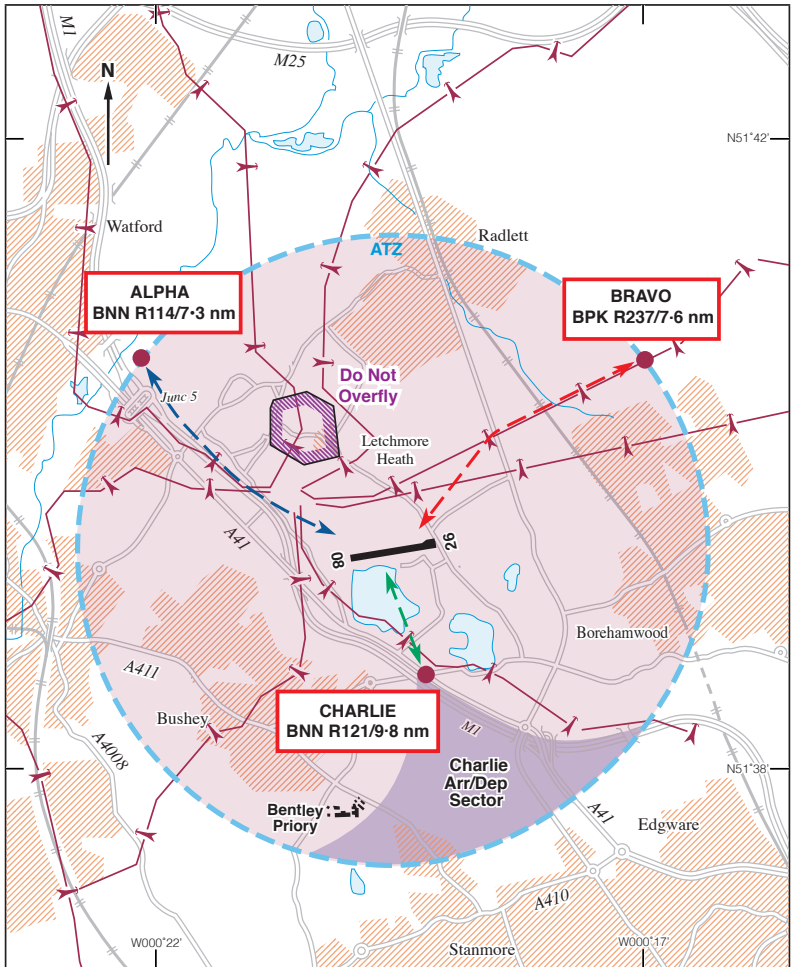 M1
M25
N
N51°42'
Watford
Radlett
ATZ
ALPHA
BNN R114/7·3 nm
BRAVO
BPK R237/7·6 nm
Junc 5
Do Not
Overfly
Letchmore
Heath
A41
08
26
Borehamwood
A411
CHARLIE
BNN R121/9·8 nm
Bushey
M1
A4008
Charlie
Arr/Dep
Sector
N51°38'
Bentley
Priory
A41
Edgware
A410
W000°22'
Stanmore
W000°17'